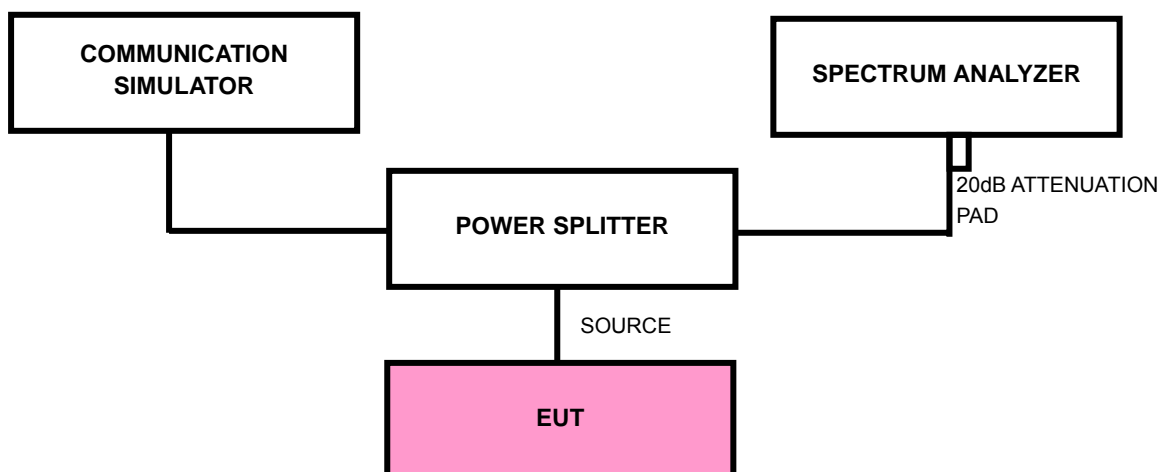 COMMUNICATION
SIMULATOR
SPECTRUM ANALYZER
20dB ATTENUATION
PAD
POWER SPLITTER
SOURCE
EUT